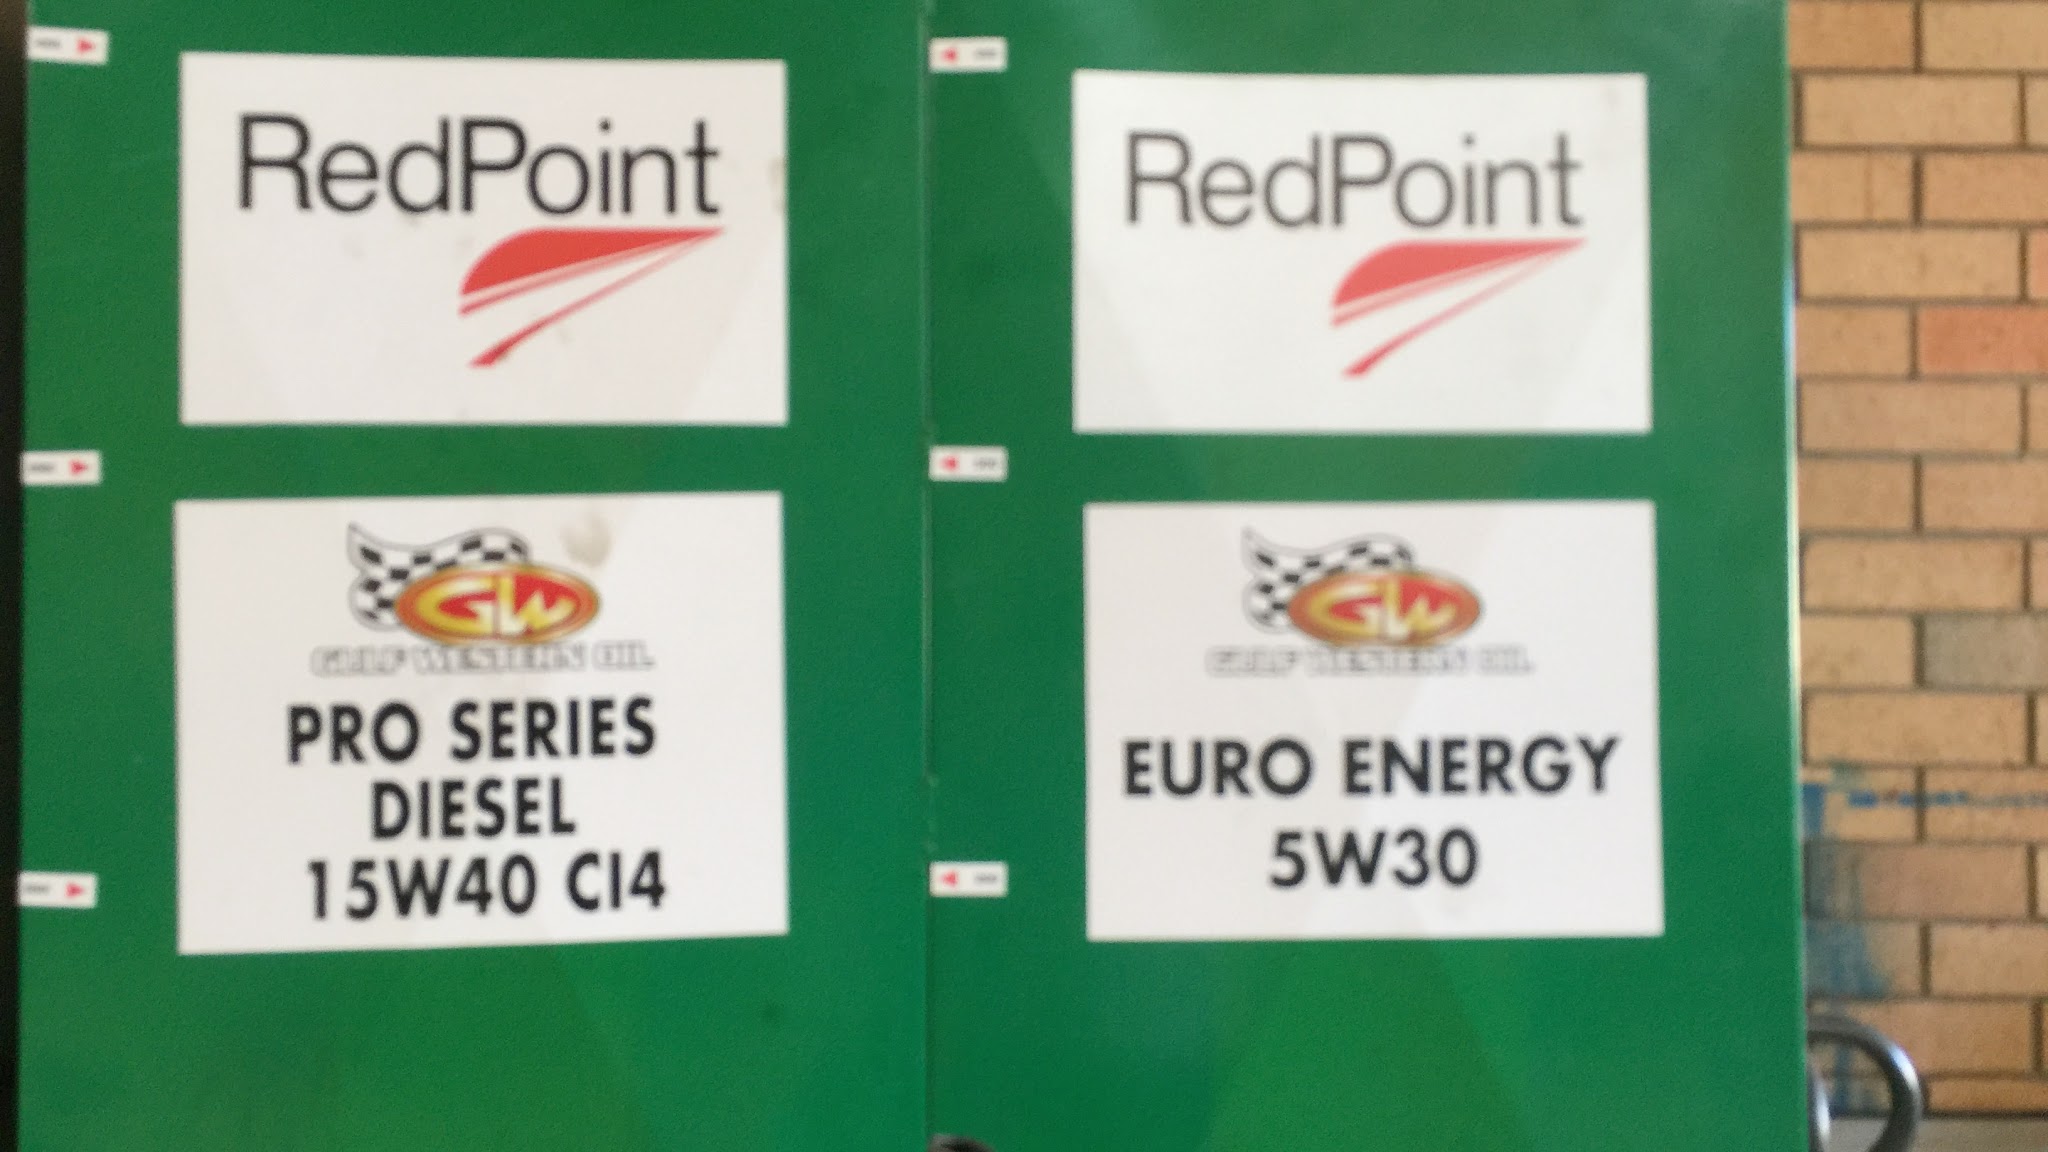 RedPoint
GW
GULF WESTERN OIL
PRO SERIES
DIESEL
15W40 CI4
RedPoint
GW
GULF WESTERN OIL
EURO ENERGY
5W30